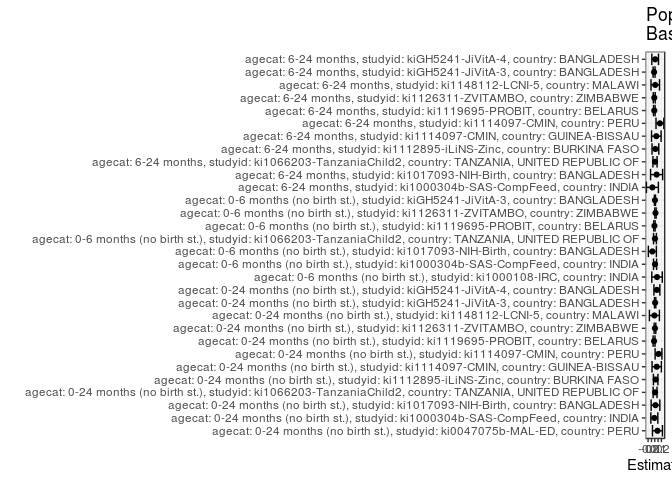 Pop
Bas
agecat: 6-24 months, studyid: kiGH5241-JiVitA-4, country: BANGLADESH
agecat: 6-24 months, studyid: kiGH5241-JiVitA-3, country: BANGLADESH
agecat: 6-24 months, studyid: ki1148112-LCNI-5, country: MALAWI
agecat: 6-24 months, studyid: ki1126311-ZVITAMBO, country: ZIMBABWE
agecat: 6-24 months, studyid: ki1119695-PROBIT, country: BELARUS
agecat: 6-24 months, studyid: ki1114097-CMIN, country: PERU
agecat: 6-24 months, studyid: ki1114097-CMIN, country: GUINEA-BISSAU
agecat: 6-24 months, studyid: ki1112895-iLiNS-Zinc, country: BURKINA FASO
agecat: 6-24 months, studyid: ki1066203-TanzaniaChild2, country: TANZANIA, UNITED REPUBLIC OF
agecat: 6-24 months, studyid: ki1017093-NIH-Birth, country: BANGLADESH
agecat: 6-24 months, studyid: ki1000304b-SAS-CompFeed, country: INDIA
agecat: 0-6 months (no birth st.), studyid: kiGH5241-JiVitA-3, country: BANGLADESH
agecat: 0-6 months (no birth st.), studyid: ki1126311-ZVITAMBO, country: ZIMBABWE
agecat: 0-6 months (no birth st.), studyid: ki1119695-PROBIT, country: BELARUS
agecat: 0-6 months (no birth st.), studyid: ki1066203-TanzaniaChild2, country: TANZANIA, UNITED REPUBLIC OF
agecat: 0-6 months (no birth st.), studyid: ki1017093-NIH-Birth, country: BANGLADESH
agecat: 0-6 months (no birth st.), studyid: ki1000304b-SAS-CompFeed, country: INDIA
agecat: 0-6 months (no birth st.), studyid: ki1000108-IRC, country: INDIA
agecat: 0-24 months (no birth st.), studyid: kiGH5241-JiVitA-4, country: BANGLADESH
agecat: 0-24 months (no birth st.), studyid: kiGH5241-JiVitA-3, country: BANGLADESH
agecat: 0-24 months (no birth st.), studyid: ki1148112-LCNI-5, country: MALAWI
agecat: 0-24 months (no birth st.), studyid: ki1126311-ZVITAMBO, country: ZIMBABWE
agecat: 0-24 months (no birth st.), studyid: ki1119695-PROBIT, country: BELARUS
agecat: 0-24 months (no birth st.), studyid: ki1114097-CMIN, country: PERU
agecat: 0-24 months (no birth st.), studyid: ki1114097-CMIN, country: GUINEA-BISSAU
agecat: 0-24 months (no birth st.), studyid: ki1112895-iLiNS-Zinc, country: BURKINA FASO
agecat: 0-24 months (no birth st.), studyid: ki1066203-TanzaniaChild2, country: TANZANIA, UNITED REPUBLIC OF
agecat: 0-24 months (no birth st.), studyid: ki1017093-NIH-Birth, country: BANGLADESH
agecat: 0-24 months (no birth st.), studyid: ki1000304b-SAS-CompFeed, country: INDIA
agecat: 0-24 months (no birth st.), studyid: ki0047075b-MAL-ED, country: PERU
Estima